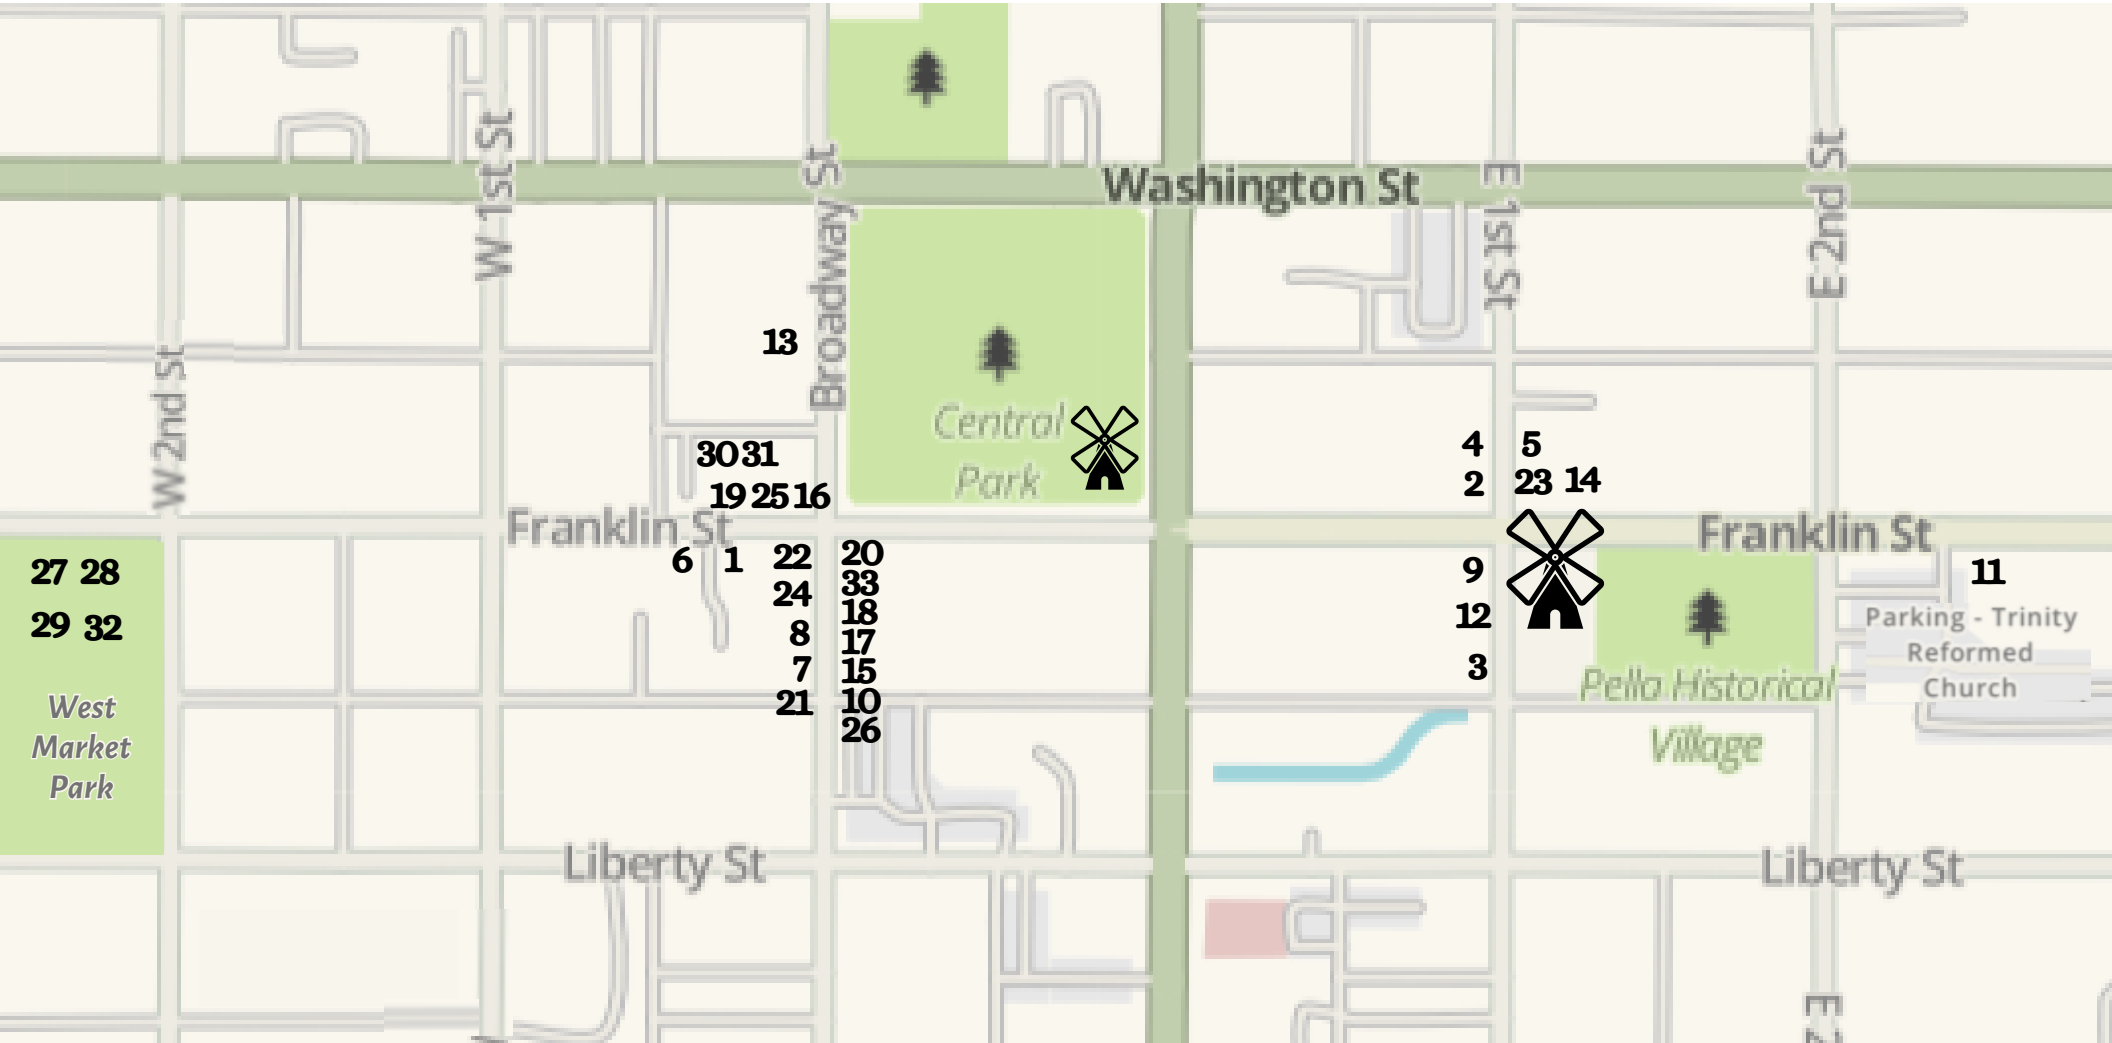 W 1st St
Broadway St
Washington St
E 1st St
E 2nd St
W 2nd St
13
Central
Park
30 31
4 5
19 25 16
2 23 14
Franklin St
Franklin St
6 1 22 20
27 28
9
11
33
24
18
12
29 32
8
17
Parking - Trinity
Reformed
Church
7
15
3
Pella Historical
Village
21
10
26
West
Market
Park
Liberty St
Liberty St